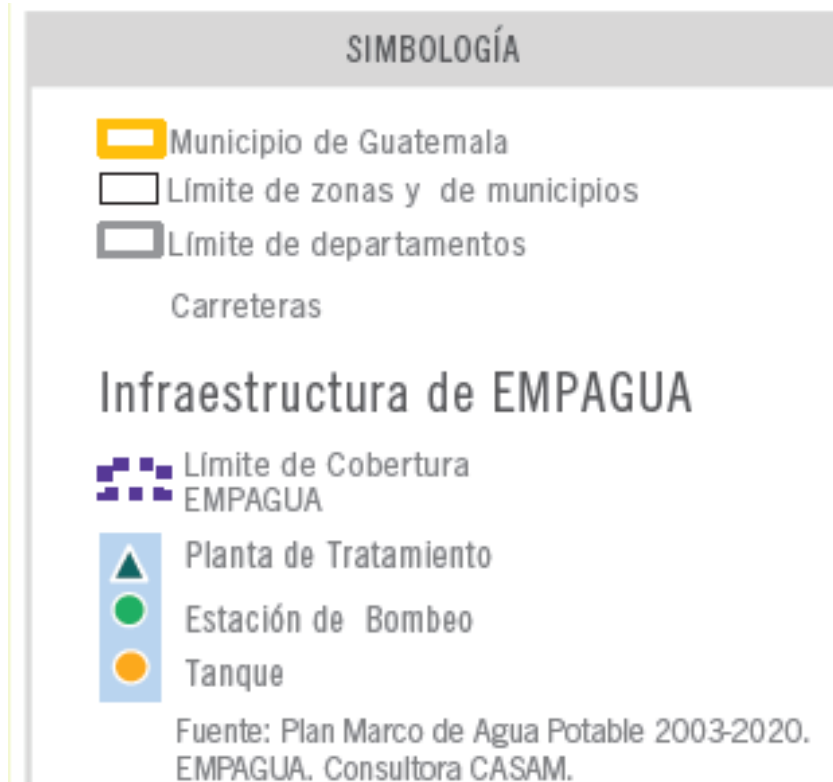 SIMBOLOGÍA
Municipio de Guatemala
Límite de zonas y de municipios
Límite de departamentos
Carreteras
Infraestructura de EMPAGUA
Límite de Cobertura
EMPAGUA
Planta de Tratamiento
Estación de Bombeo
Tanque
Fuente: Plan Marco de Agua Potable 2003-2020.
EMPAGUA. Consultora CASAM.